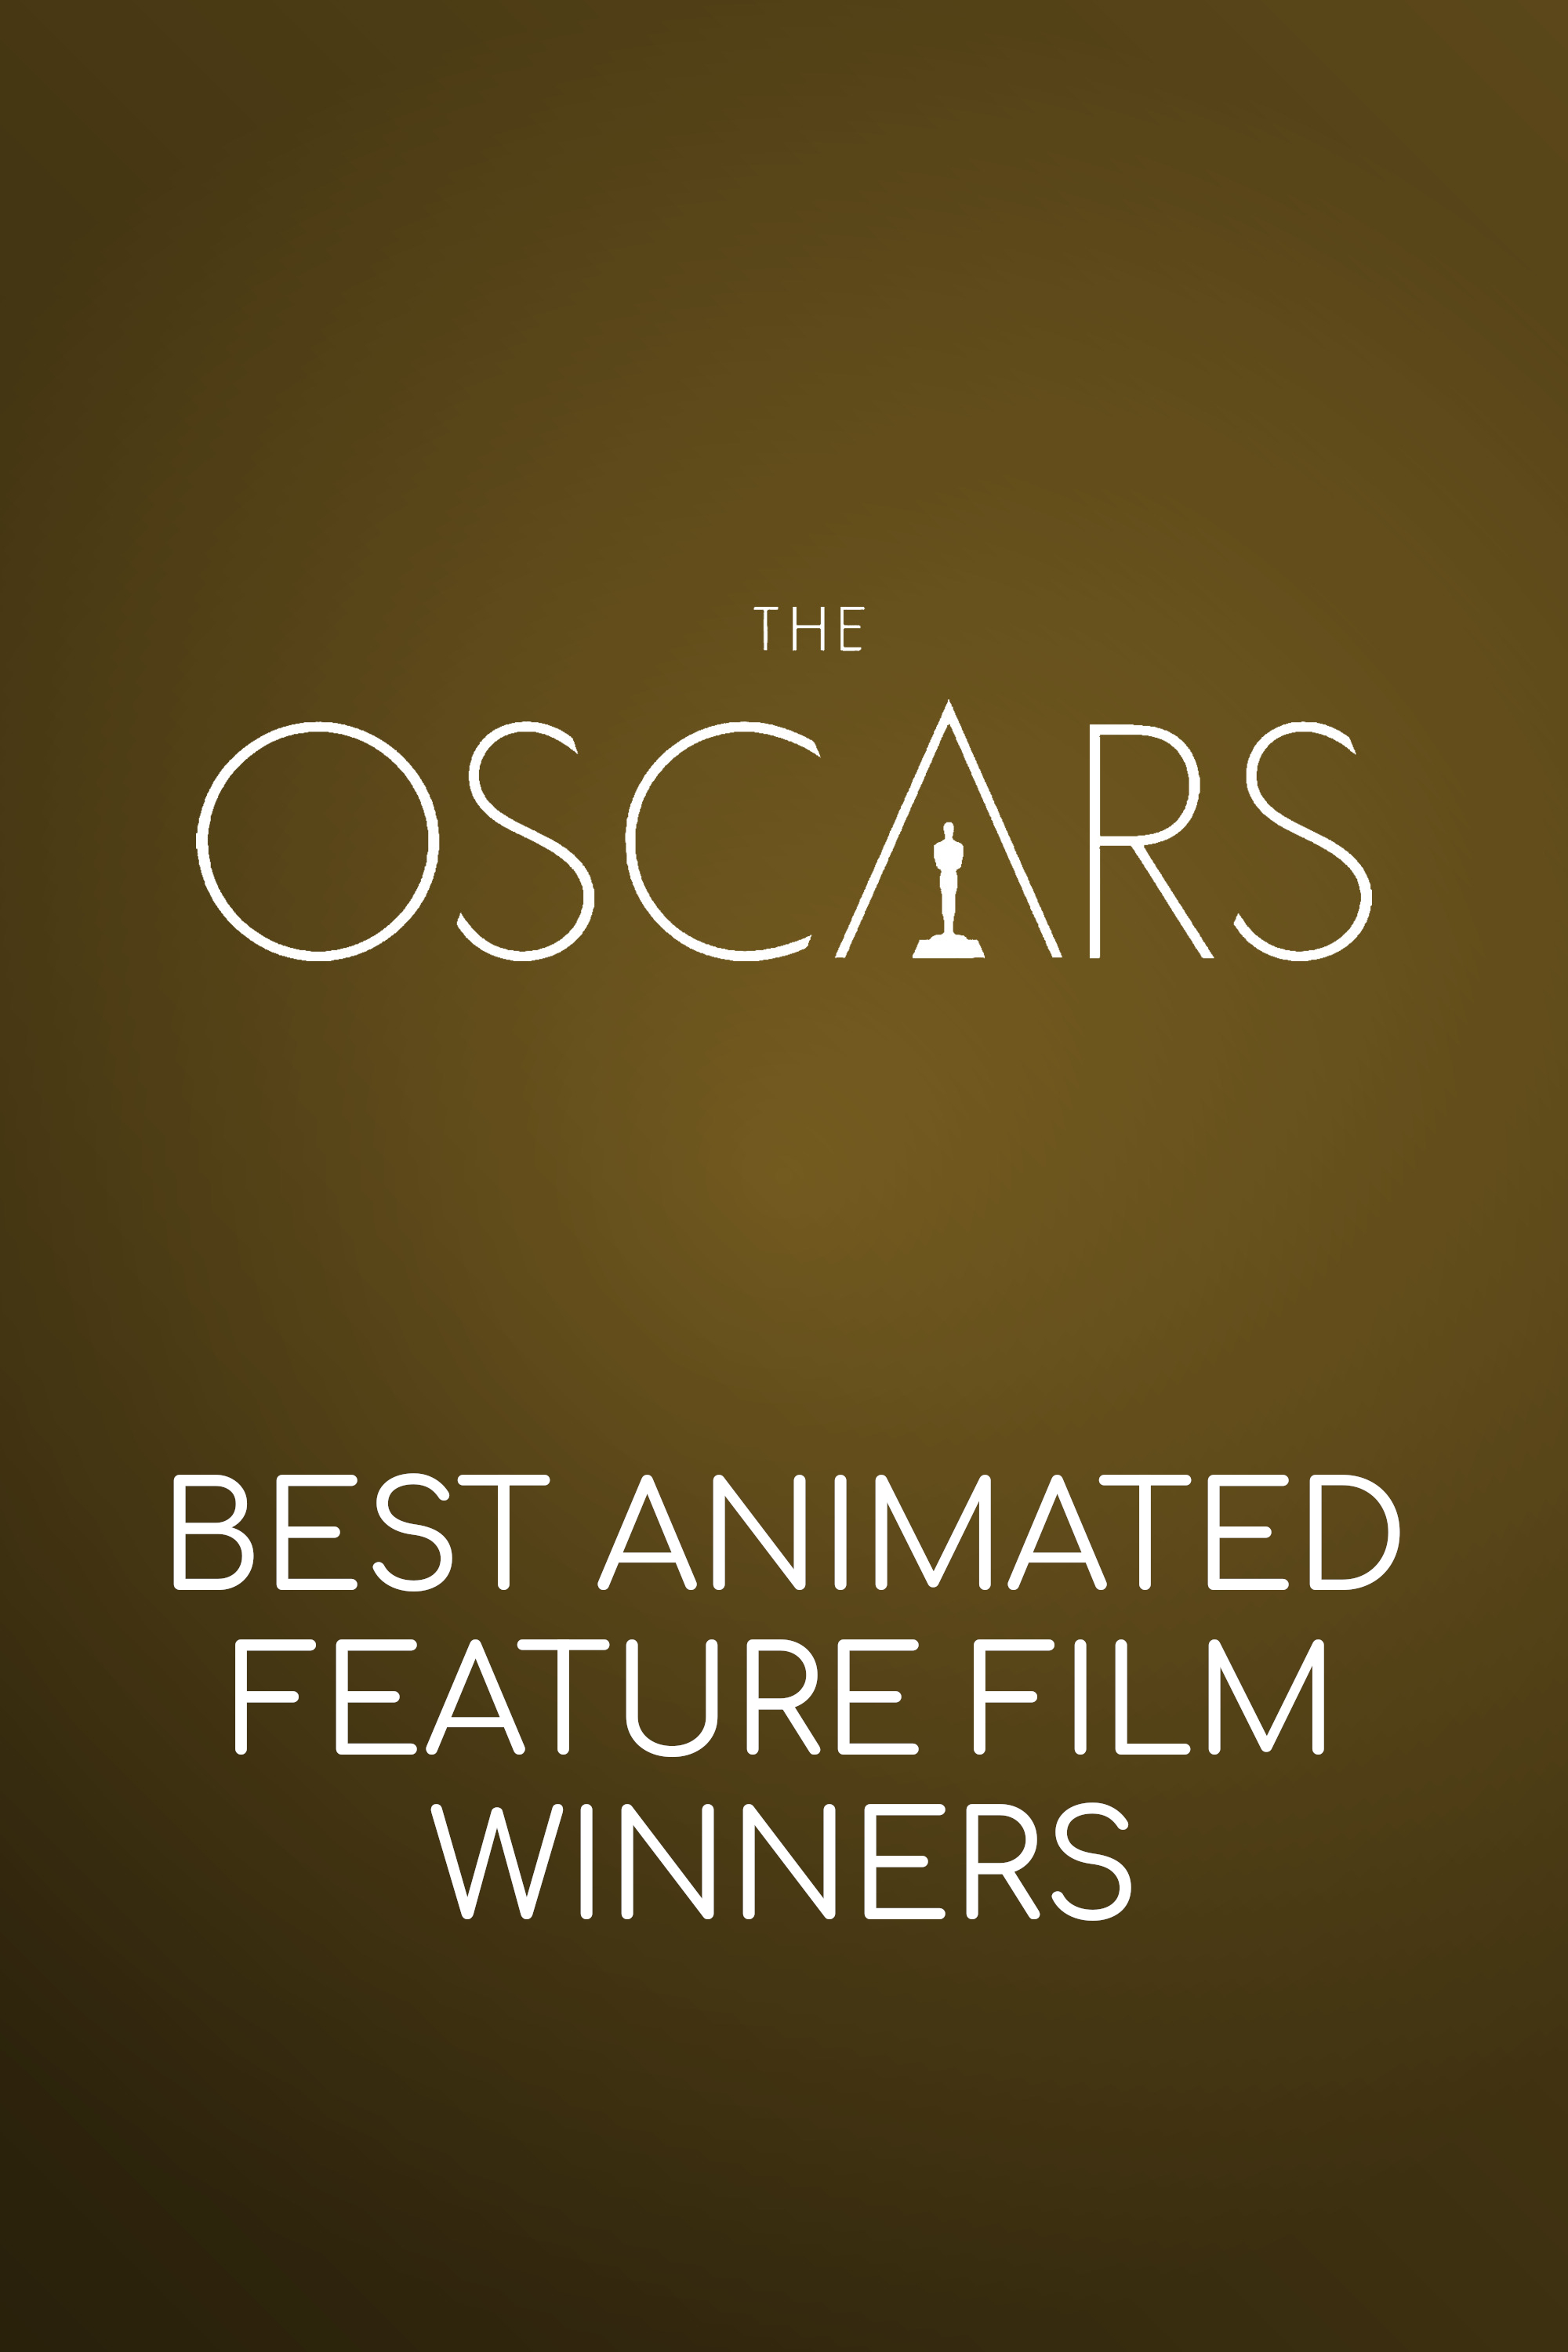 THE
OSCARS
BEST ANIMATED
FEATURE FILM
WINNERS